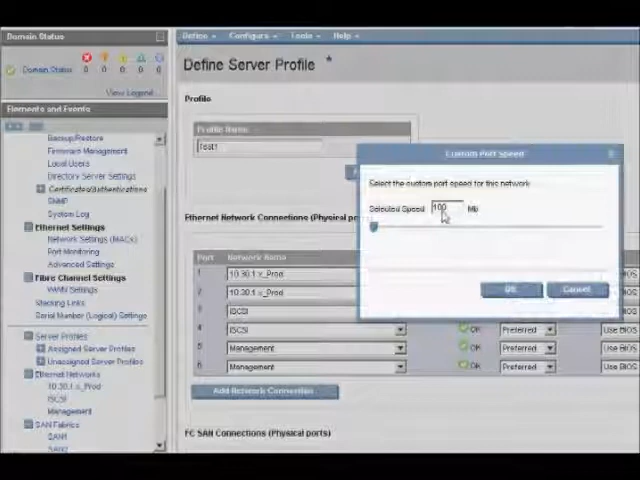 Domain Status
Define Configure Tools Help
Define Server Profile *
Domain Status 0 0 0 0 0
View Legend...
Profile
Elements and Events
Profile Name
Test1
Custom Port Speed
Backup/Restore
Firmware Management
Local Users
Directory Server Settings
Certificates/Authentications
SNMP
System Log
Select the custom port speed for this network
Selected Speed 100 Mb
Ethernet Network Connections (Physical po
Ethernet Settings
Network Settings (MACs)
Port Monitoring
Advanced Settings
Port Network Name
1 10.30.1.x_Prod
2 10.30.1.x_Prod
OK Cancel
Fibre Channel Settings
WWN Settings
Stacking Links
Serial Number (Logical) Settings
3 iSCSI
4 iSCSI OK Preferred Use BIOS
5 Management OK Preferred Use BIOS
6 Management OK Preferred Use BIOS
Server Profiles
Assigned Server Profiles
Unassigned Server Profiles
Ethernet Networks
10.30.1.x_Prod
iSCSI
Management
Add Network Connection
SAN Fabrics
SAN1
SAN2
FC SAN Connections (Physical ports)